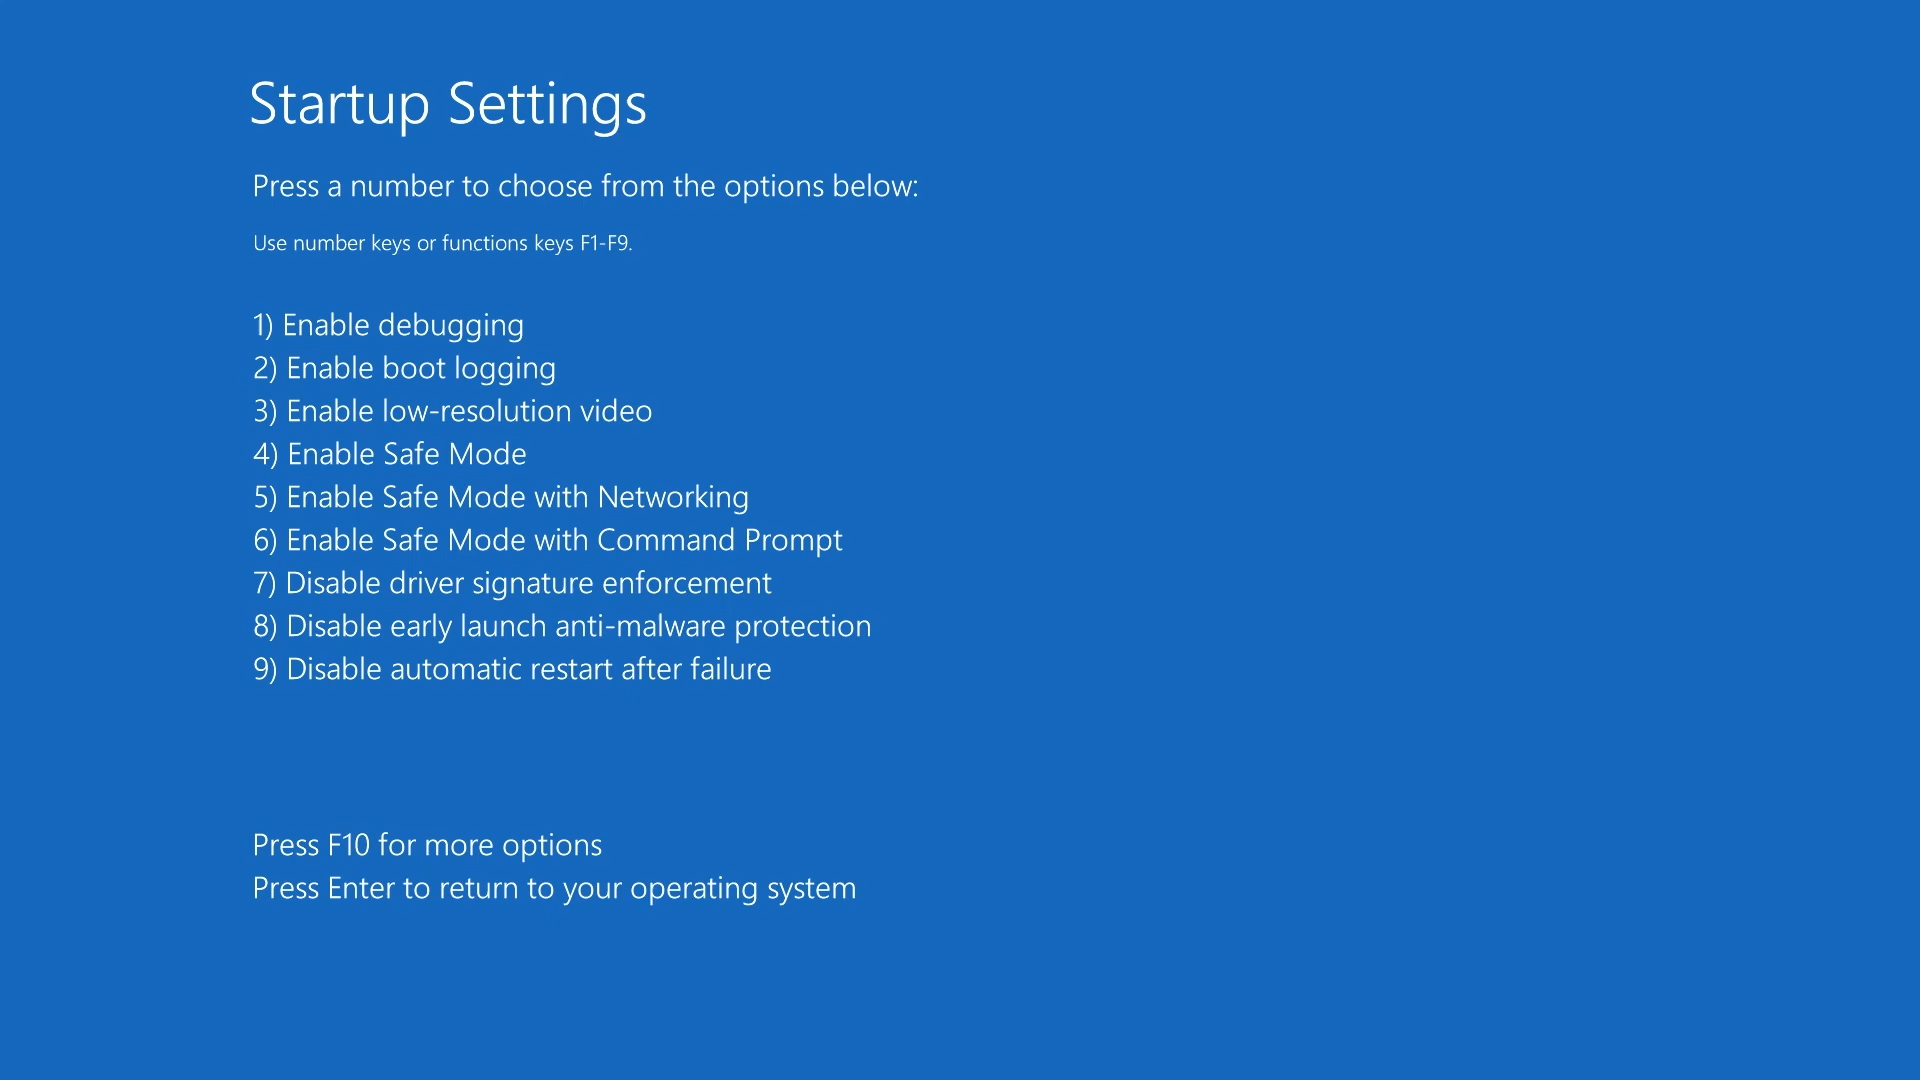 Startup Settings
Press a number to choose from the options below:
Use number keys or functions keys F1-F9.
1) Enable debugging
2) Enable boot logging
3) Enable low-resolution video
4) Enable Safe Mode
5) Enable Safe Mode with Networking
6) Enable Safe Mode with Command Prompt
7) Disable driver signature enforcement
8) Disable early launch anti-malware protection
9) Disable automatic restart after failure
Press F10 for more options
Press Enter to return to your operating system